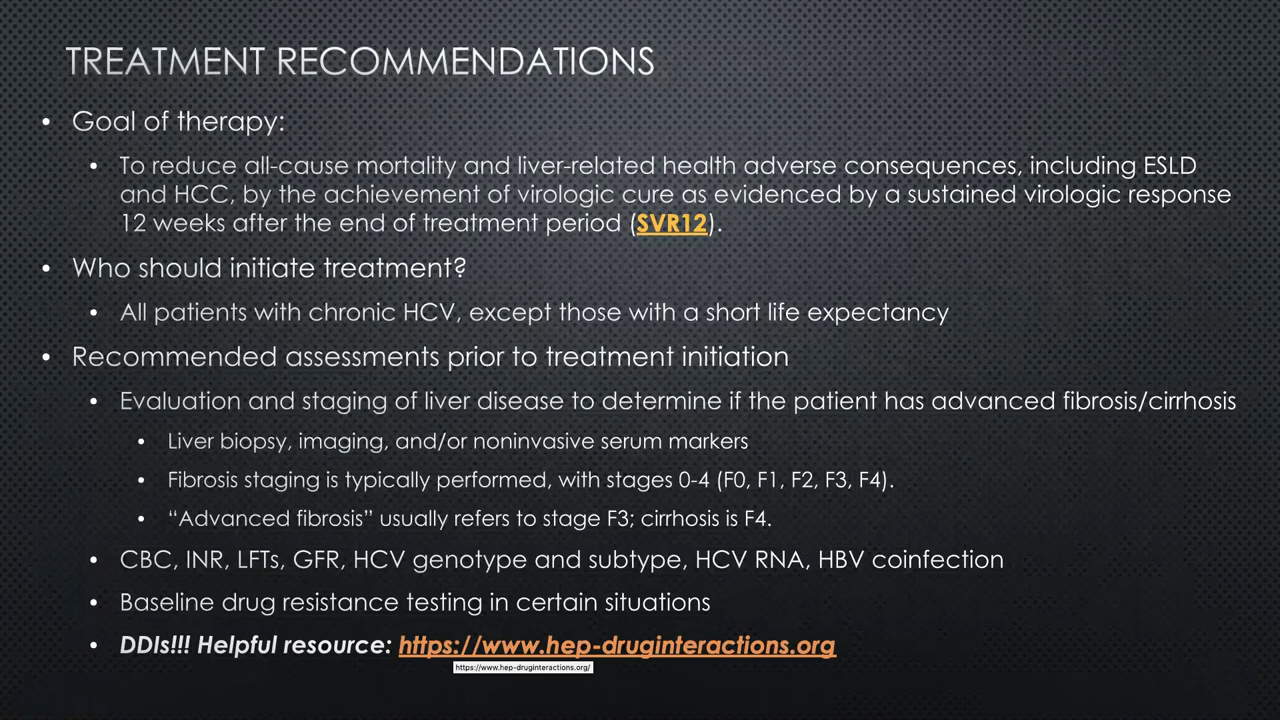 TREATMENT RECOMMENDATIONS
• Goal of therapy:
• To reduce all-cause mortality and liver-related health adverse consequences, including ESLD
and HCC, by the achievement of virologic cure as evidenced by a sustained virologic response
12 weeks after the end of treatment period (SVR12).
• Who should initiate treatment?
• All patients with chronic HCV, except those with a short life expectancy
• Recommended assessments prior to treatment initiation
• Evaluation and staging of liver disease to determine if the patient has advanced fibrosis/cirrhosis
• Liver biopsy, imaging, and/or noninvasive serum markers
• Fibrosis staging is typically performed, with stages 0-4 (F0, F1, F2, F3, F4).
• “Advanced fibrosis” usually refers to stage F3; cirrhosis is F4.
• CBC, INR, LFTs, GFR, HCV genotype and subtype, HCV RNA, HBV coinfection
• Baseline drug resistance testing in certain situations
• DDIs!!! Helpful resource: https://www.hep-druginteractions.org
https://www.hep-druginteractions.org/